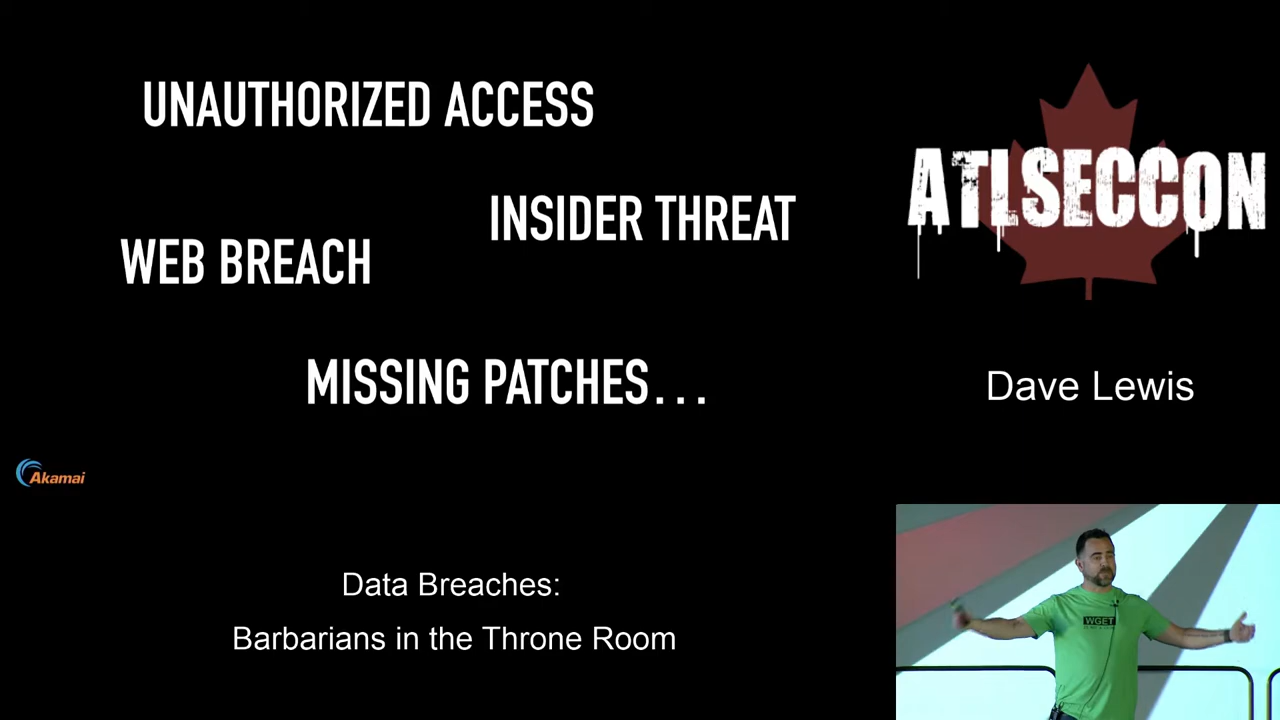 UNAUTHORIZED ACCESS
INSIDER THREAT
WEB BREACH
MISSING PATCHES...
Akamai
ATLSECCON
Dave Lewis
Data Breaches:
Barbarians in the Throne Room
WGET